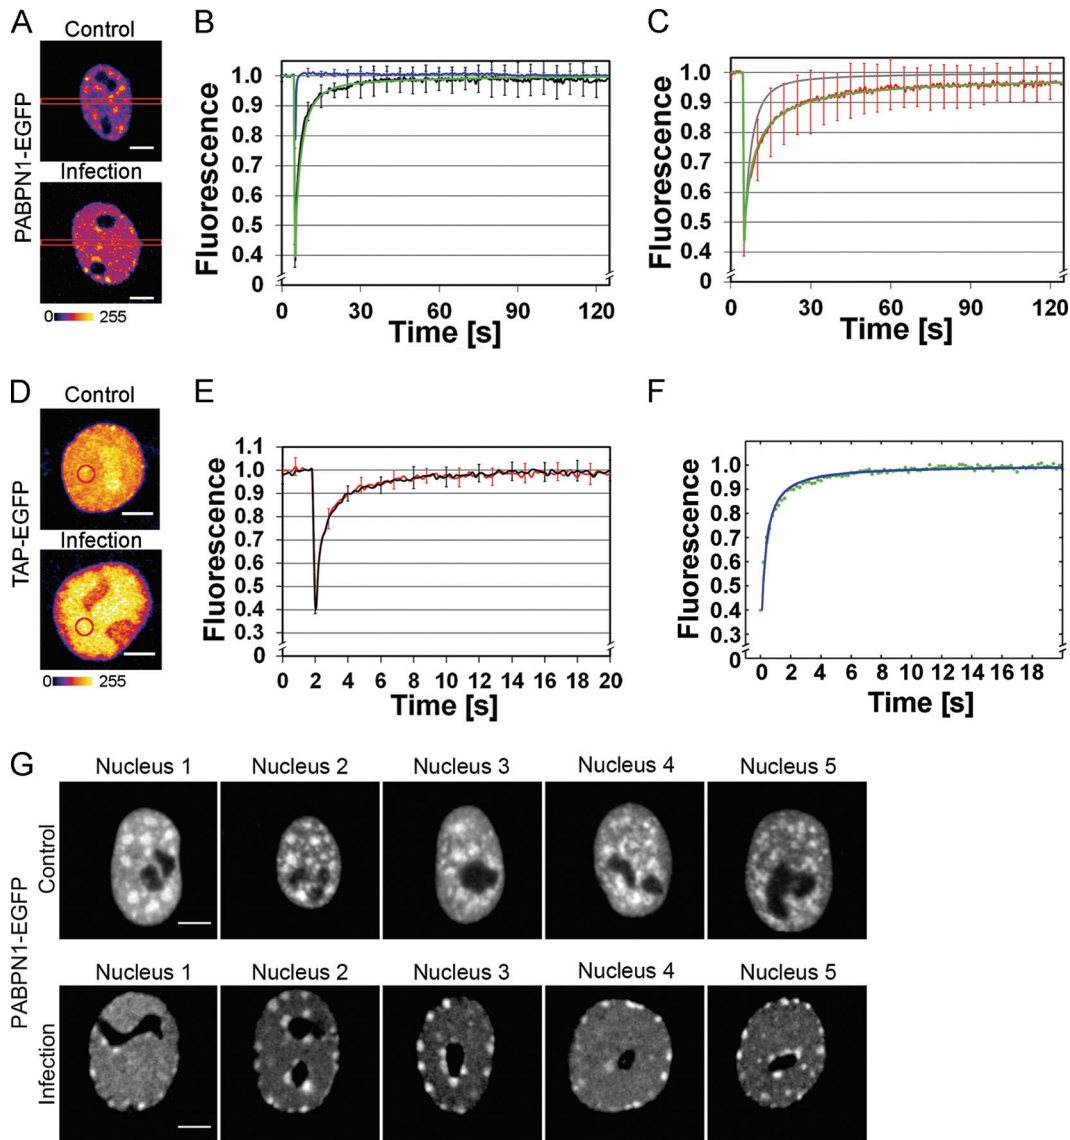 A
Control
Infection
PABPN1-EGFP
0 255
B
1.0
0.9
0.8
0.7
0.6
0.5
0.4
0
Fluorescence
0 30 60 90 120
Time [s]
C
1.0
0.9
0.8
0.7
0.6
0.5
0.4
0
Fluorescence
0 30 60 90 120
Time [s]
D
Control
Infection
TAP-EGFP
0 255
E
1.1
1.0
0.9
0.8
0.7
0.6
0.5
0.4
0.3
0
Fluorescence
0 2 4 6 8 10 12 14 16 18 20
Time [s]
F
1.0
0.9
0.8
0.7
0.6
0.5
0.4
0.3
0
Fluorescence
0 2 4 6 8 10 12 14 16 18
Time [s]
G
PABPN1-EGFP
Nucleus 1 Nucleus 2 Nucleus 3 Nucleus 4 Nucleus 5
Control
Nucleus 1 Nucleus 2 Nucleus 3 Nucleus 4 Nucleus 5
Infection